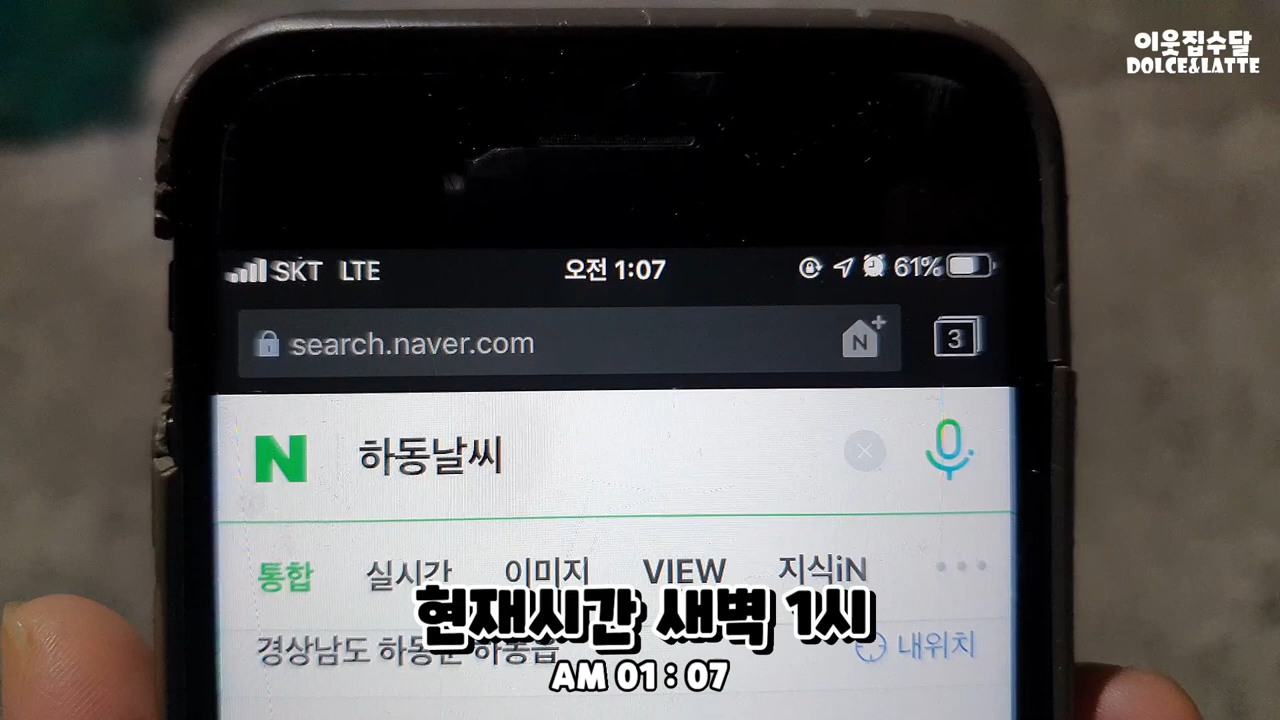 이웃집수달
DOLCE&LATTE
SKT LTE 오전 1:07 61%
search.naver.com N 3
N 하동날씨
통합 실시간 이미지 VIEW 지식iN
현재시간 새벽 1시
경상남도 하동군 하동읍 내위치
AM 01 : 07